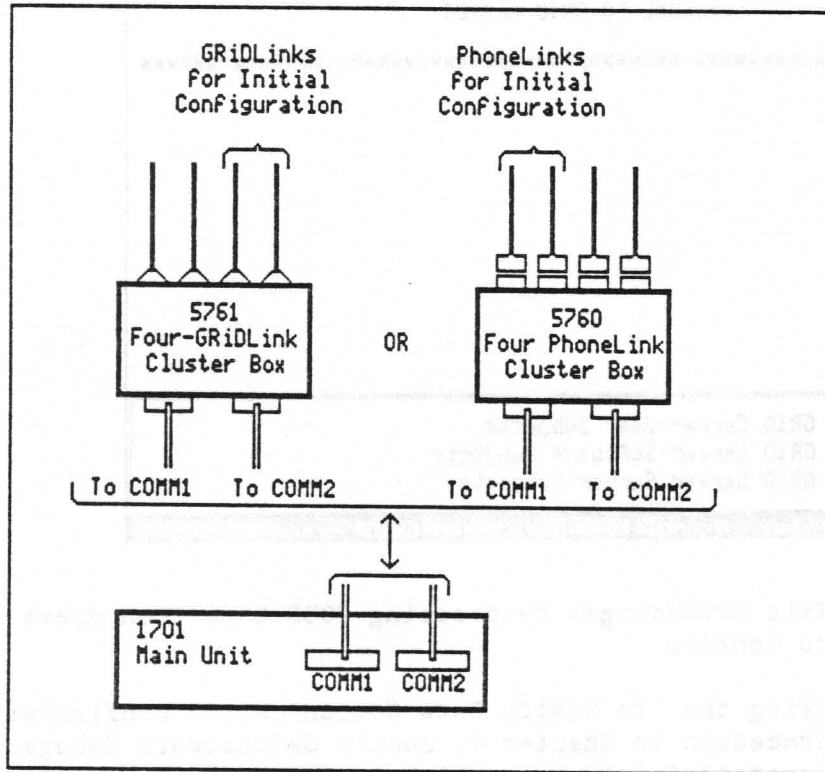 GRiDLinks
for Initial
Configuration
PhoneLinks
for Initial
Configuration
5761
Four-GRiDLink
Cluster Box
OR
5760
Four PhoneLink
Cluster Box
To COMM1 To COMM2
To COMM1 To COMM2
1701
Main Unit
COMM1 COMM2